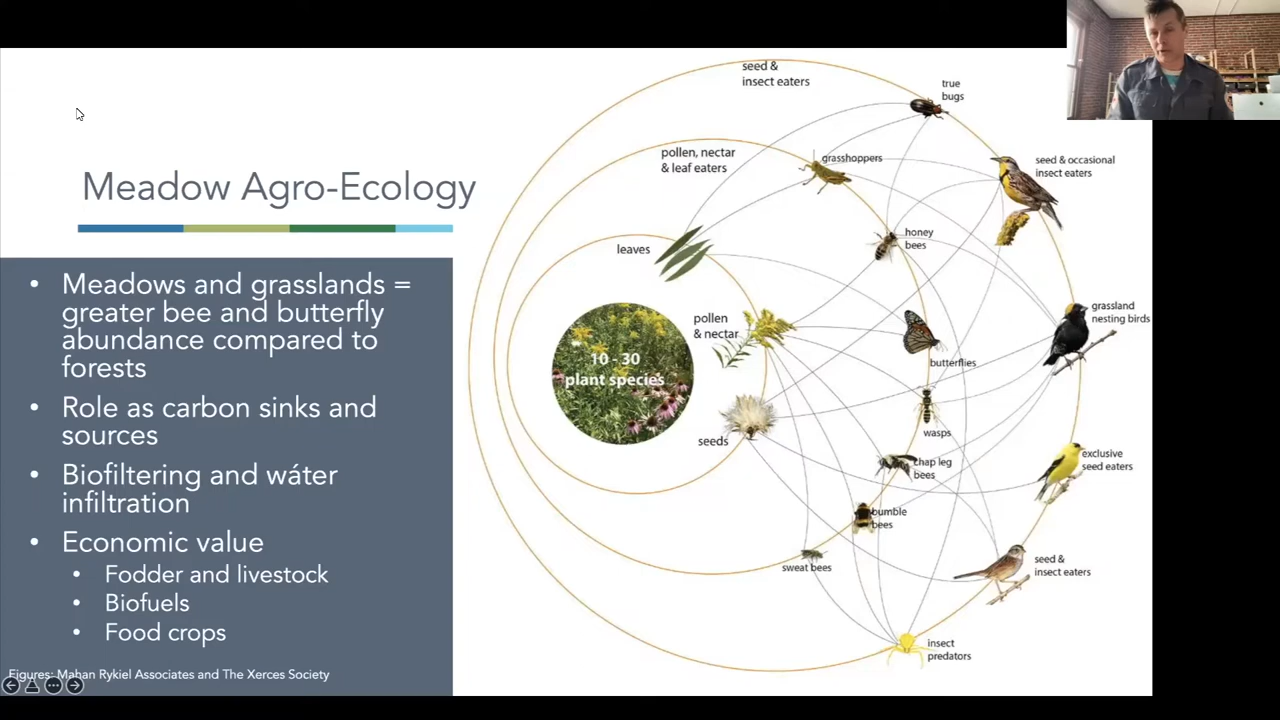 Meadow Agro-Ecology
• Meadows and grasslands =
greater bee and butterfly
abundance compared to
forests
• Role as carbon sinks and
sources
• Biofiltering and wáter
infiltration
• Economic value
• Fodder and livestock
• Biofuels
• Food crops
Figures: Mahan Rykiel Associates and The Xerces Society
seed &
insect eaters
true
bugs
pollen, nectar
& leaf eaters
grasshoppers
seed & occasional
insect eaters
leaves
honey
bees
pollen
& nectar
grassland
nesting birds
10 - 30
plant species
butterflies
seeds
wasps
chap leg
bees
exclusive
seed eaters
bumble
bees
sweat bees
seed &
insect eaters
insect
predators